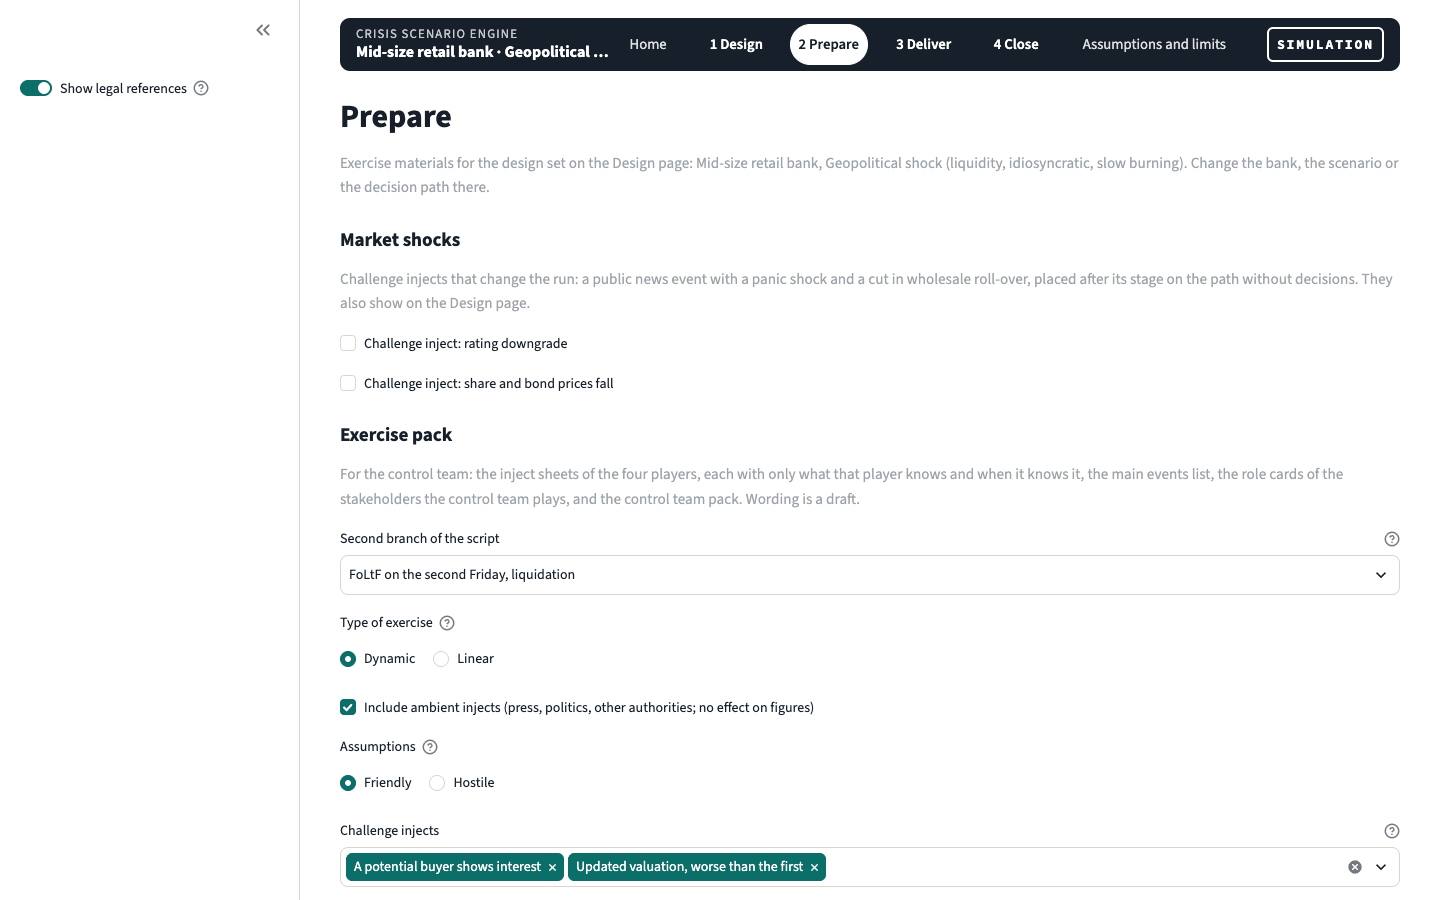 CRISIS SCENARIO ENGINE
Mid-size retail bank · Geopolitical ...
Home
1 Design
2 Prepare
3 Deliver
4 Close
Assumptions and limits
SIMULATION
Show legal references
Prepare
Exercise materials for the design set on the Design page: Mid-size retail bank, Geopolitical shock (liquidity, idiosyncratic, slow burning). Change the bank, the scenario or
the decision path there.
Market shocks
Challenge injects that change the run: a public news event with a panic shock and a cut in wholesale roll-over, placed after its stage on the path without decisions. They
also show on the Design page.
Challenge inject: rating downgrade
Challenge inject: share and bond prices fall
Exercise pack
For the control team: the inject sheets of the four players, each with only what that player knows and when it knows it, the main events list, the role cards of the
stakeholders the control team plays, and the control team pack. Wording is a draft.
Second branch of the script
FoLtF on the second Friday, liquidation
Type of exercise
Dynamic
Linear
Include ambient injects (press, politics, other authorities; no effect on figures)
Assumptions
Friendly
Hostile
Challenge injects
A potential buyer shows interest
Updated valuation, worse than the first